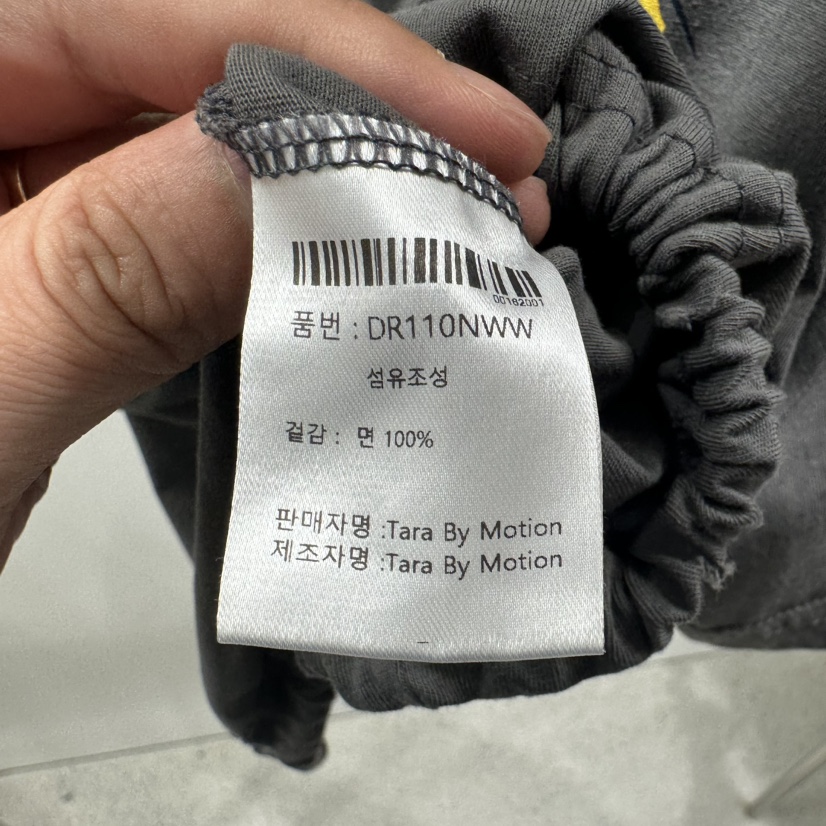 00182001
품번 : DR110NWW
섬유조성
겉감 : 면 100%
판매자명 :Tara By Motion
제조자명 :Tara By Motion